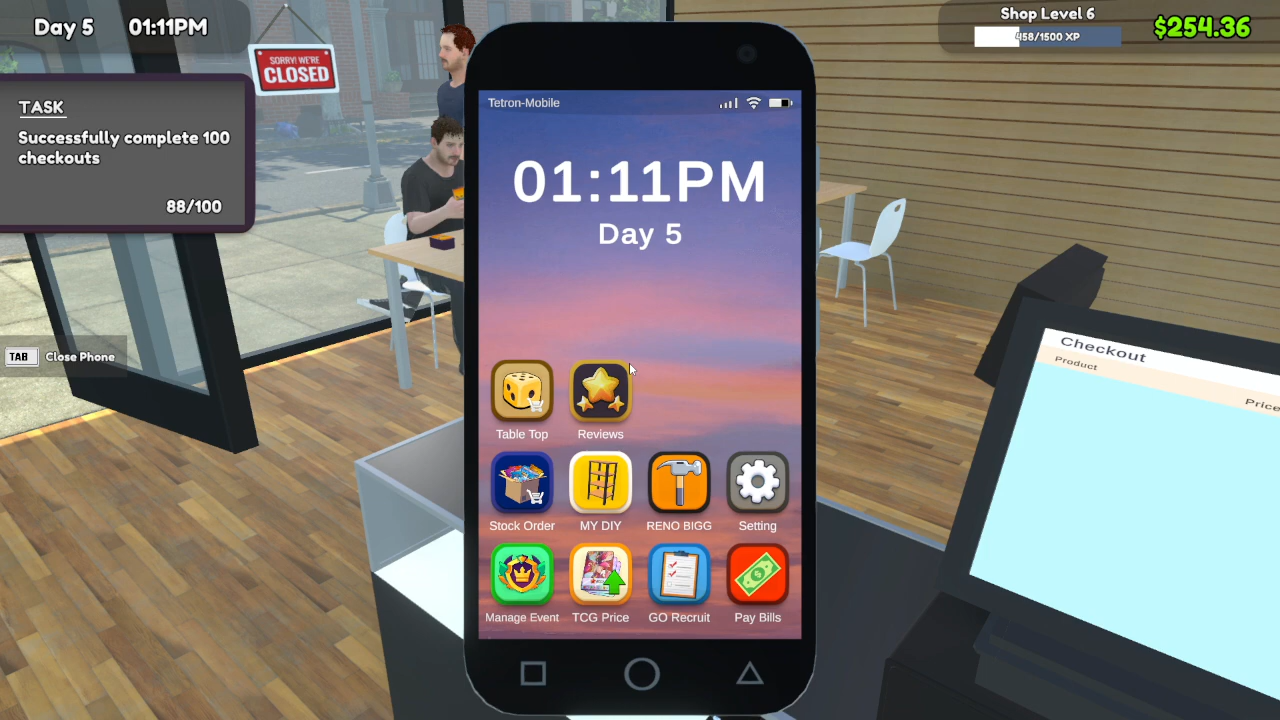 Day 5 01:11PM
Shop Level 6
458/1500 XP
$254.36
SORRY! WE'RE
CLOSED
TASK
Successfully complete 100
checkouts
88/100
TAB Close Phone
Tetron-Mobile
01:11PM
Day 5
Table Top Reviews
Stock Order MY DIY RENO BIGG Setting
Manage Event TCG Price GO Recruit Pay Bills
Checkout
Product
Price